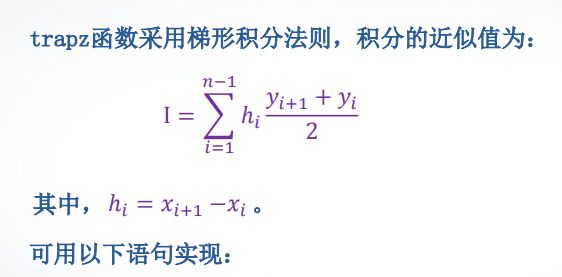 trapz函数采用梯形积分法则，积分的近似值为：
I = \sum_{i=1}^{n-1} h_i \frac{y_{i+1} + y_i}{2}
其中，h_i = x_{i+1} − x_i 。
可用以下语句实现：